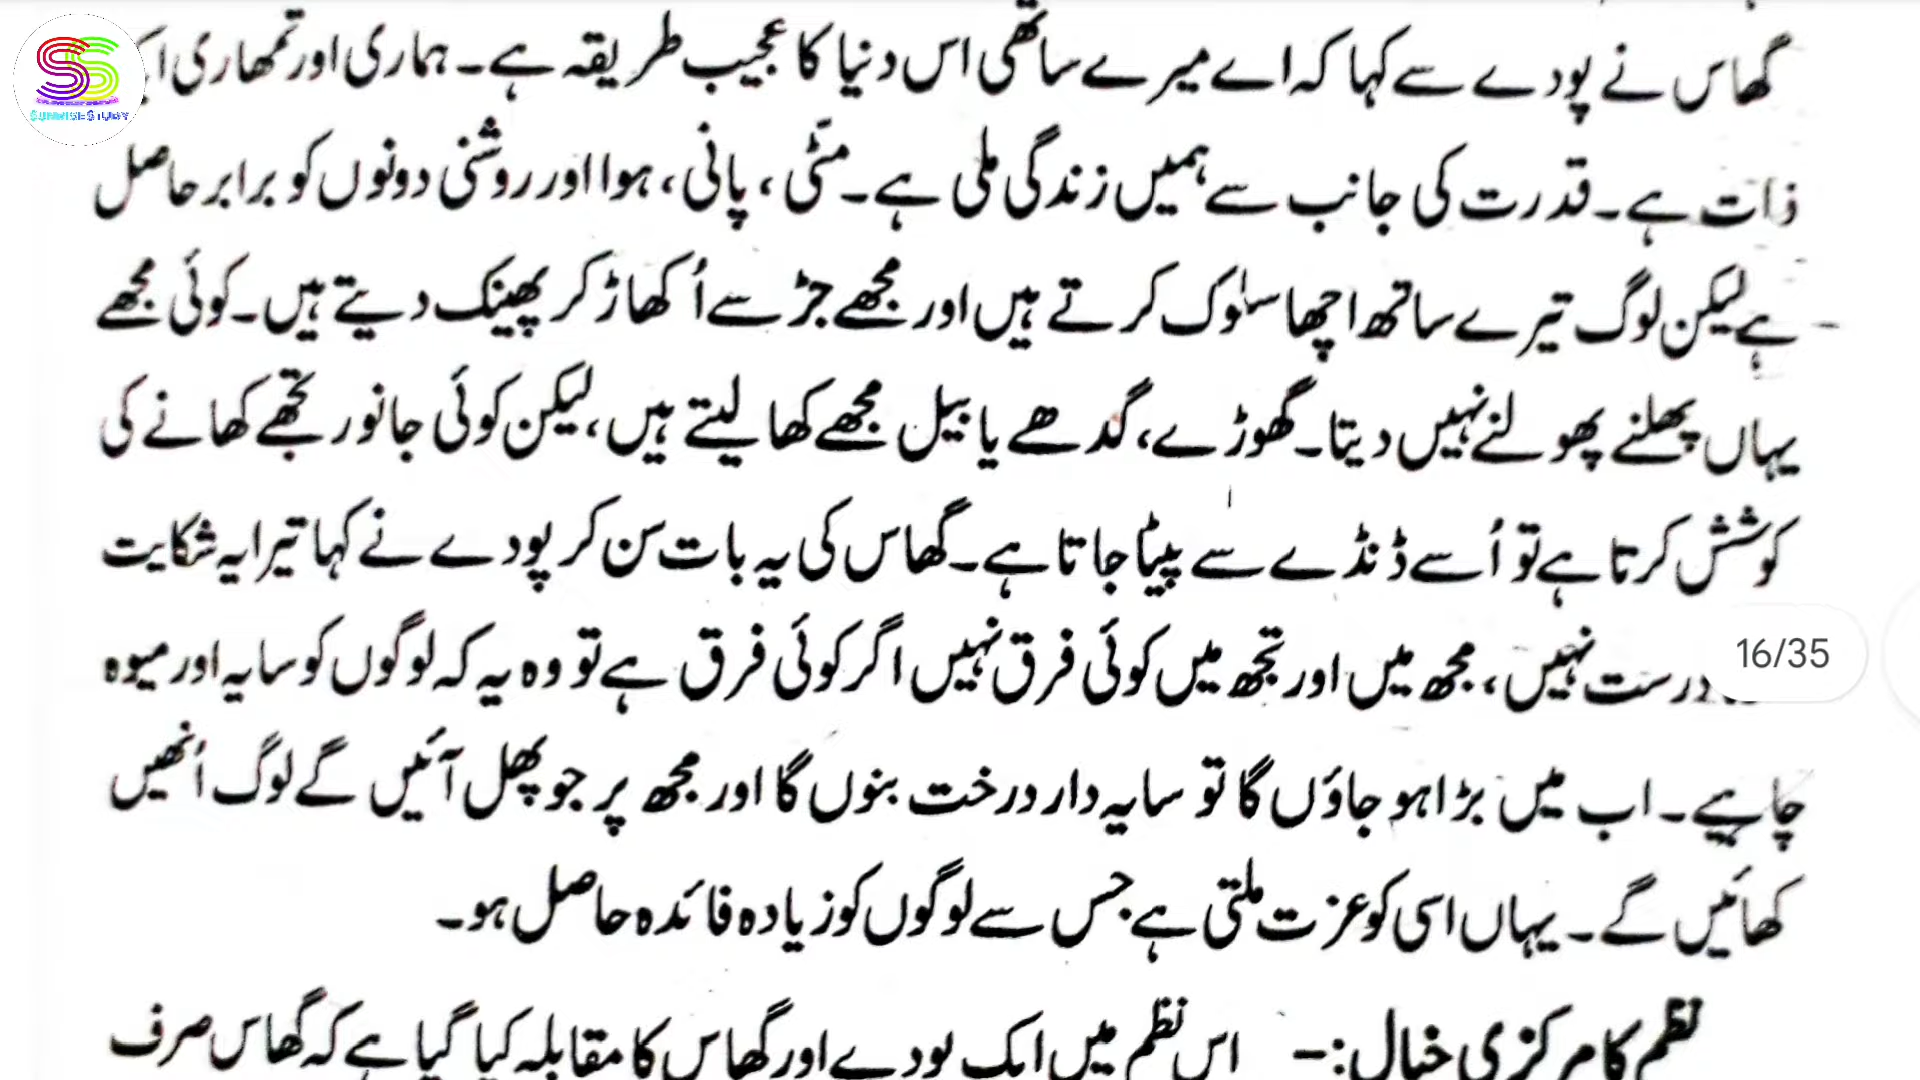 SUNRISE STUDY
گھاس نے پودے سے کہا کہ اے میرے ساتھی اس دنیا کا عجیب طریقہ ہے۔ ہماری اور تمھاری
ذات ہے۔ قدرت کی جانب سے ہمیں زندگی ملی ہے۔ مٹی، پانی، ہوا اور روشنی دونوں کو برابر حاصل
ہے لیکن لوگ تیرے ساتھ اچھا سلوک کرتے ہیں اور مجھے جڑ سے اُکھاڑ کر پھینک دیتے ہیں۔ کوئی مجھے
یہاں پھلنے پھولنے نہیں دیتا۔ گھوڑے، گدھے یا بیل مجھے کھا لیتے ہیں، لیکن کوئی جانور تجھے کھانے کی
کوشش کرتا ہے تو اُسے ڈنڈے سے پیٹا جاتا ہے۔ گھاس کی یہ بات سن کر پودے نے کہا تیرا یہ شکایت
درست نہیں، مجھ میں اور تجھ میں کوئی فرق نہیں اگر کوئی فرق ہے تو وہ یہ کہ لوگوں کو سایہ اور میوہ
16/35
چاہیے۔ اب میں بڑا ہو جاؤں گا تو سایہ دار درخت بنوں گا اور مجھ پر جو پھل آئیں گے لوگ اُنھیں
کھائیں گے۔ یہاں اسی کو عزت ملتی ہے جس سے لوگوں کو زیادہ فائدہ حاصل ہو۔
نظم کا مرکزی خیال:- اس نظم میں ایک پودے اور گھاس کا مقابلہ کیا گیا ہے کہ گھاس صرف